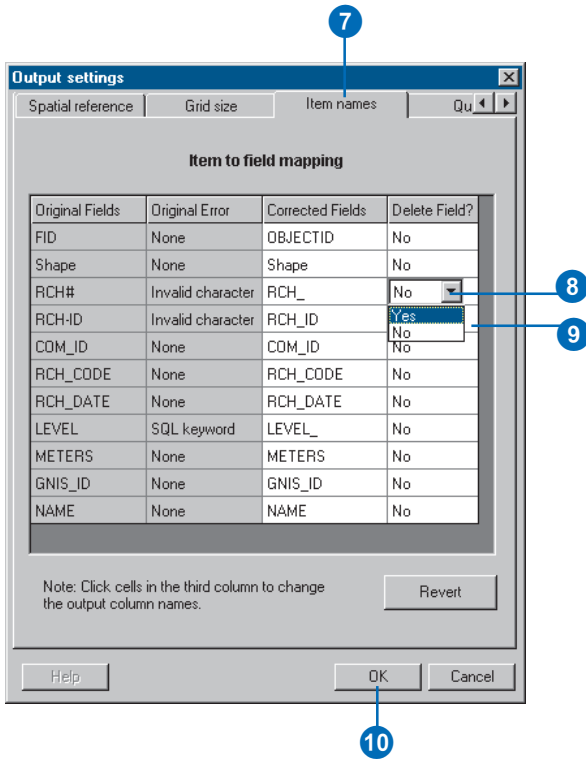 7
Output settings
Spatial reference Grid size Item names Qu
Item to field mapping
Original Fields Original Error Corrected Fields Delete Field?
FID None OBJECTID No
Shape None Shape No
RCH# Invalid character RCH_ No
8
RCH-ID Invalid character RCH_ID Yes
9
No
COM_ID None COM_ID No
RCH_CODE None RCH_CODE No
RCH_DATE None RCH_DATE No
LEVEL SQL keyword LEVEL_ No
METERS None METERS No
GNIS_ID None GNIS_ID No
NAME None NAME No
Note: Click cells in the third column to change
the output column names.
Revert
Help OK Cancel
10